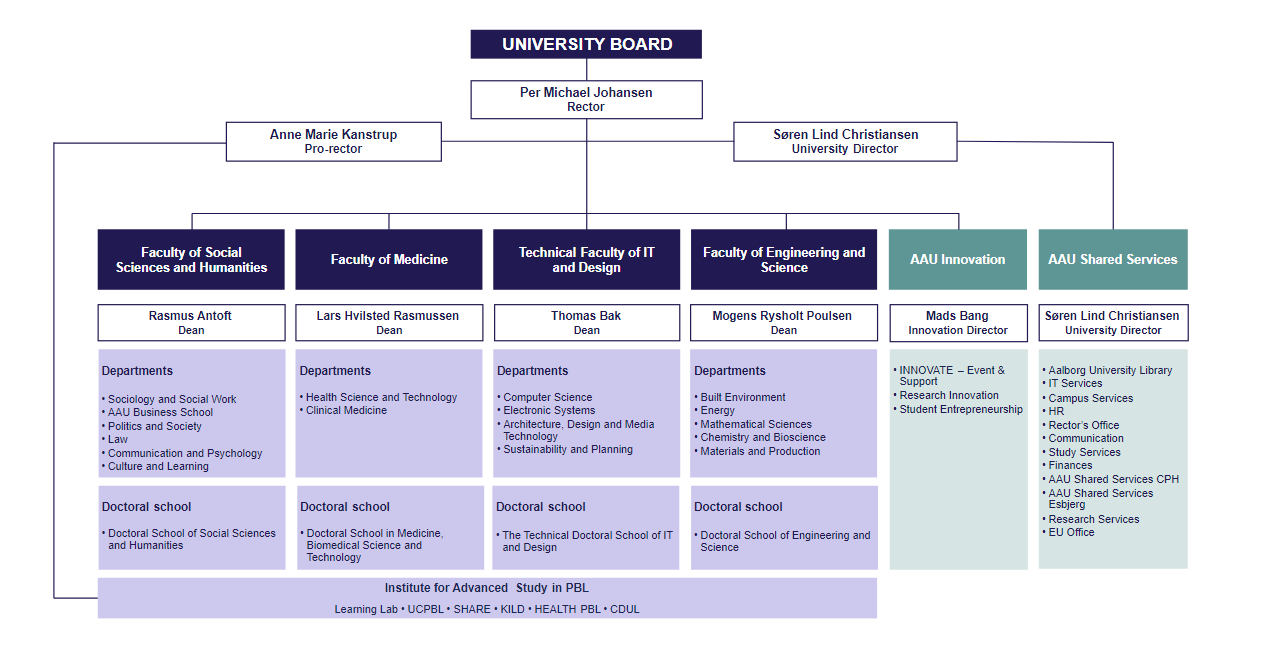 UNIVERSITY BOARD
Per Michael Johansen
Rector
Anne Marie Kanstrup
Pro-rector
Søren Lind Christiansen
University Director
Faculty of Social
Sciences and Humanities
Rasmus Antoft
Dean
Departments
• Sociology and Social Work
• AAU Business School
• Politics and Society
• Law
• Communication and Psychology
• Culture and Learning
Doctoral school
• Doctoral School of Social Sciences
and Humanities
Faculty of Medicine
Lars Hvilsted Rasmussen
Dean
Departments
• Health Science and Technology
• Clinical Medicine
Doctoral school
• Doctoral School in Medicine,
Biomedical Science and
Technology
Technical Faculty of IT
and Design
Thomas Bak
Dean
Departments
• Computer Science
• Electronic Systems
• Architecture, Design and Media
Technology
• Sustainability and Planning
Doctoral school
• The Technical Doctoral School of IT
and Design
Faculty of Engineering and
Science
Mogens Rysholt Poulsen
Dean
Departments
• Built Environment
• Energy
• Mathematical Sciences
• Chemistry and Bioscience
• Materials and Production
Doctoral school
• Doctoral School of Engineering and
Science
AAU Innovation
Mads Bang
Innovation Director
• INNOVATE – Event &
Support
• Research Innovation
• Student Entrepreneurship
AAU Shared Services
Søren Lind Christiansen
University Director
• Aalborg University Library
• IT Services
• Campus Services
• HR
• Rector's Office
• Communication
• Study Services
• Finances
• AAU Shared Services CPH
• AAU Shared Services
Esbjerg
• Research Services
• EU Office
Institute for Advanced Study in PBL
Learning Lab • UCPBL • SHARE • KILD • HEALTH PBL • CDUL